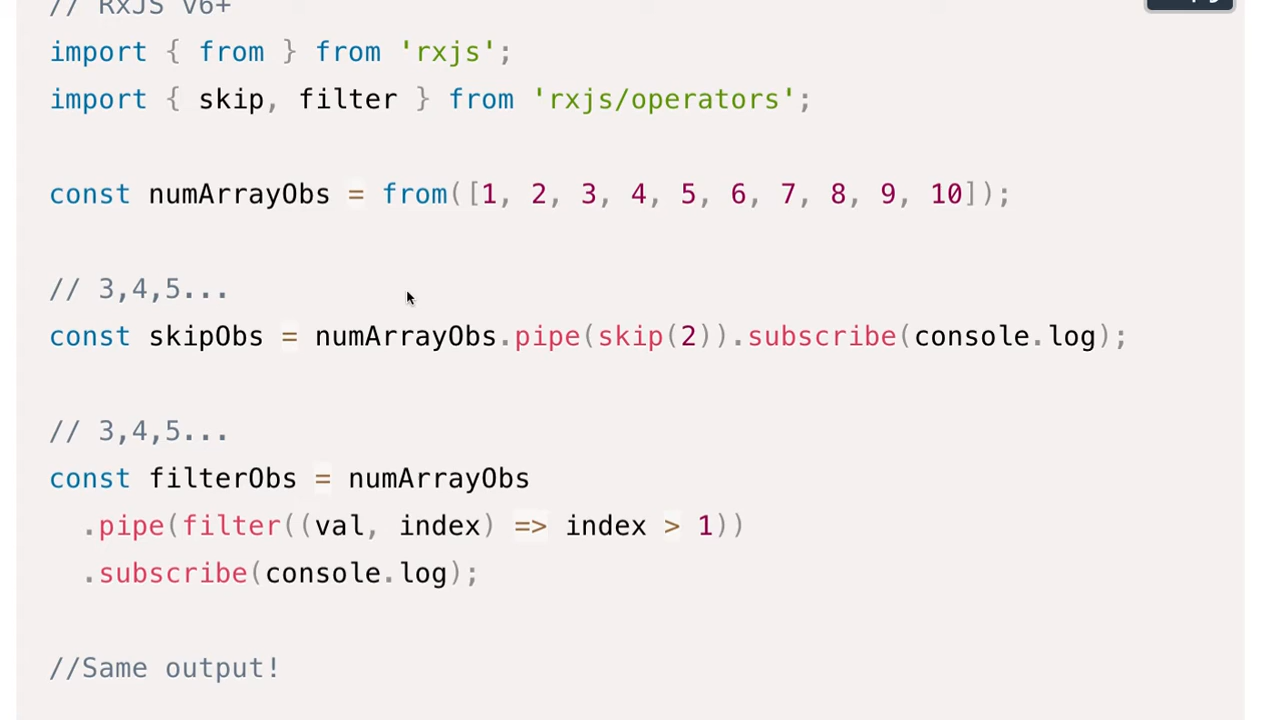 // RxJS v6+
import { from } from 'rxjs';
import { skip, filter } from 'rxjs/operators';
const numArrayObs = from([1, 2, 3, 4, 5, 6, 7, 8, 9, 10]);
// 3,4,5...
const skipObs = numArrayObs.pipe(skip(2)).subscribe(console.log);
// 3,4,5...
const filterObs = numArrayObs
.pipe(filter((val, index) => index > 1))
.subscribe(console.log);
//Same output!